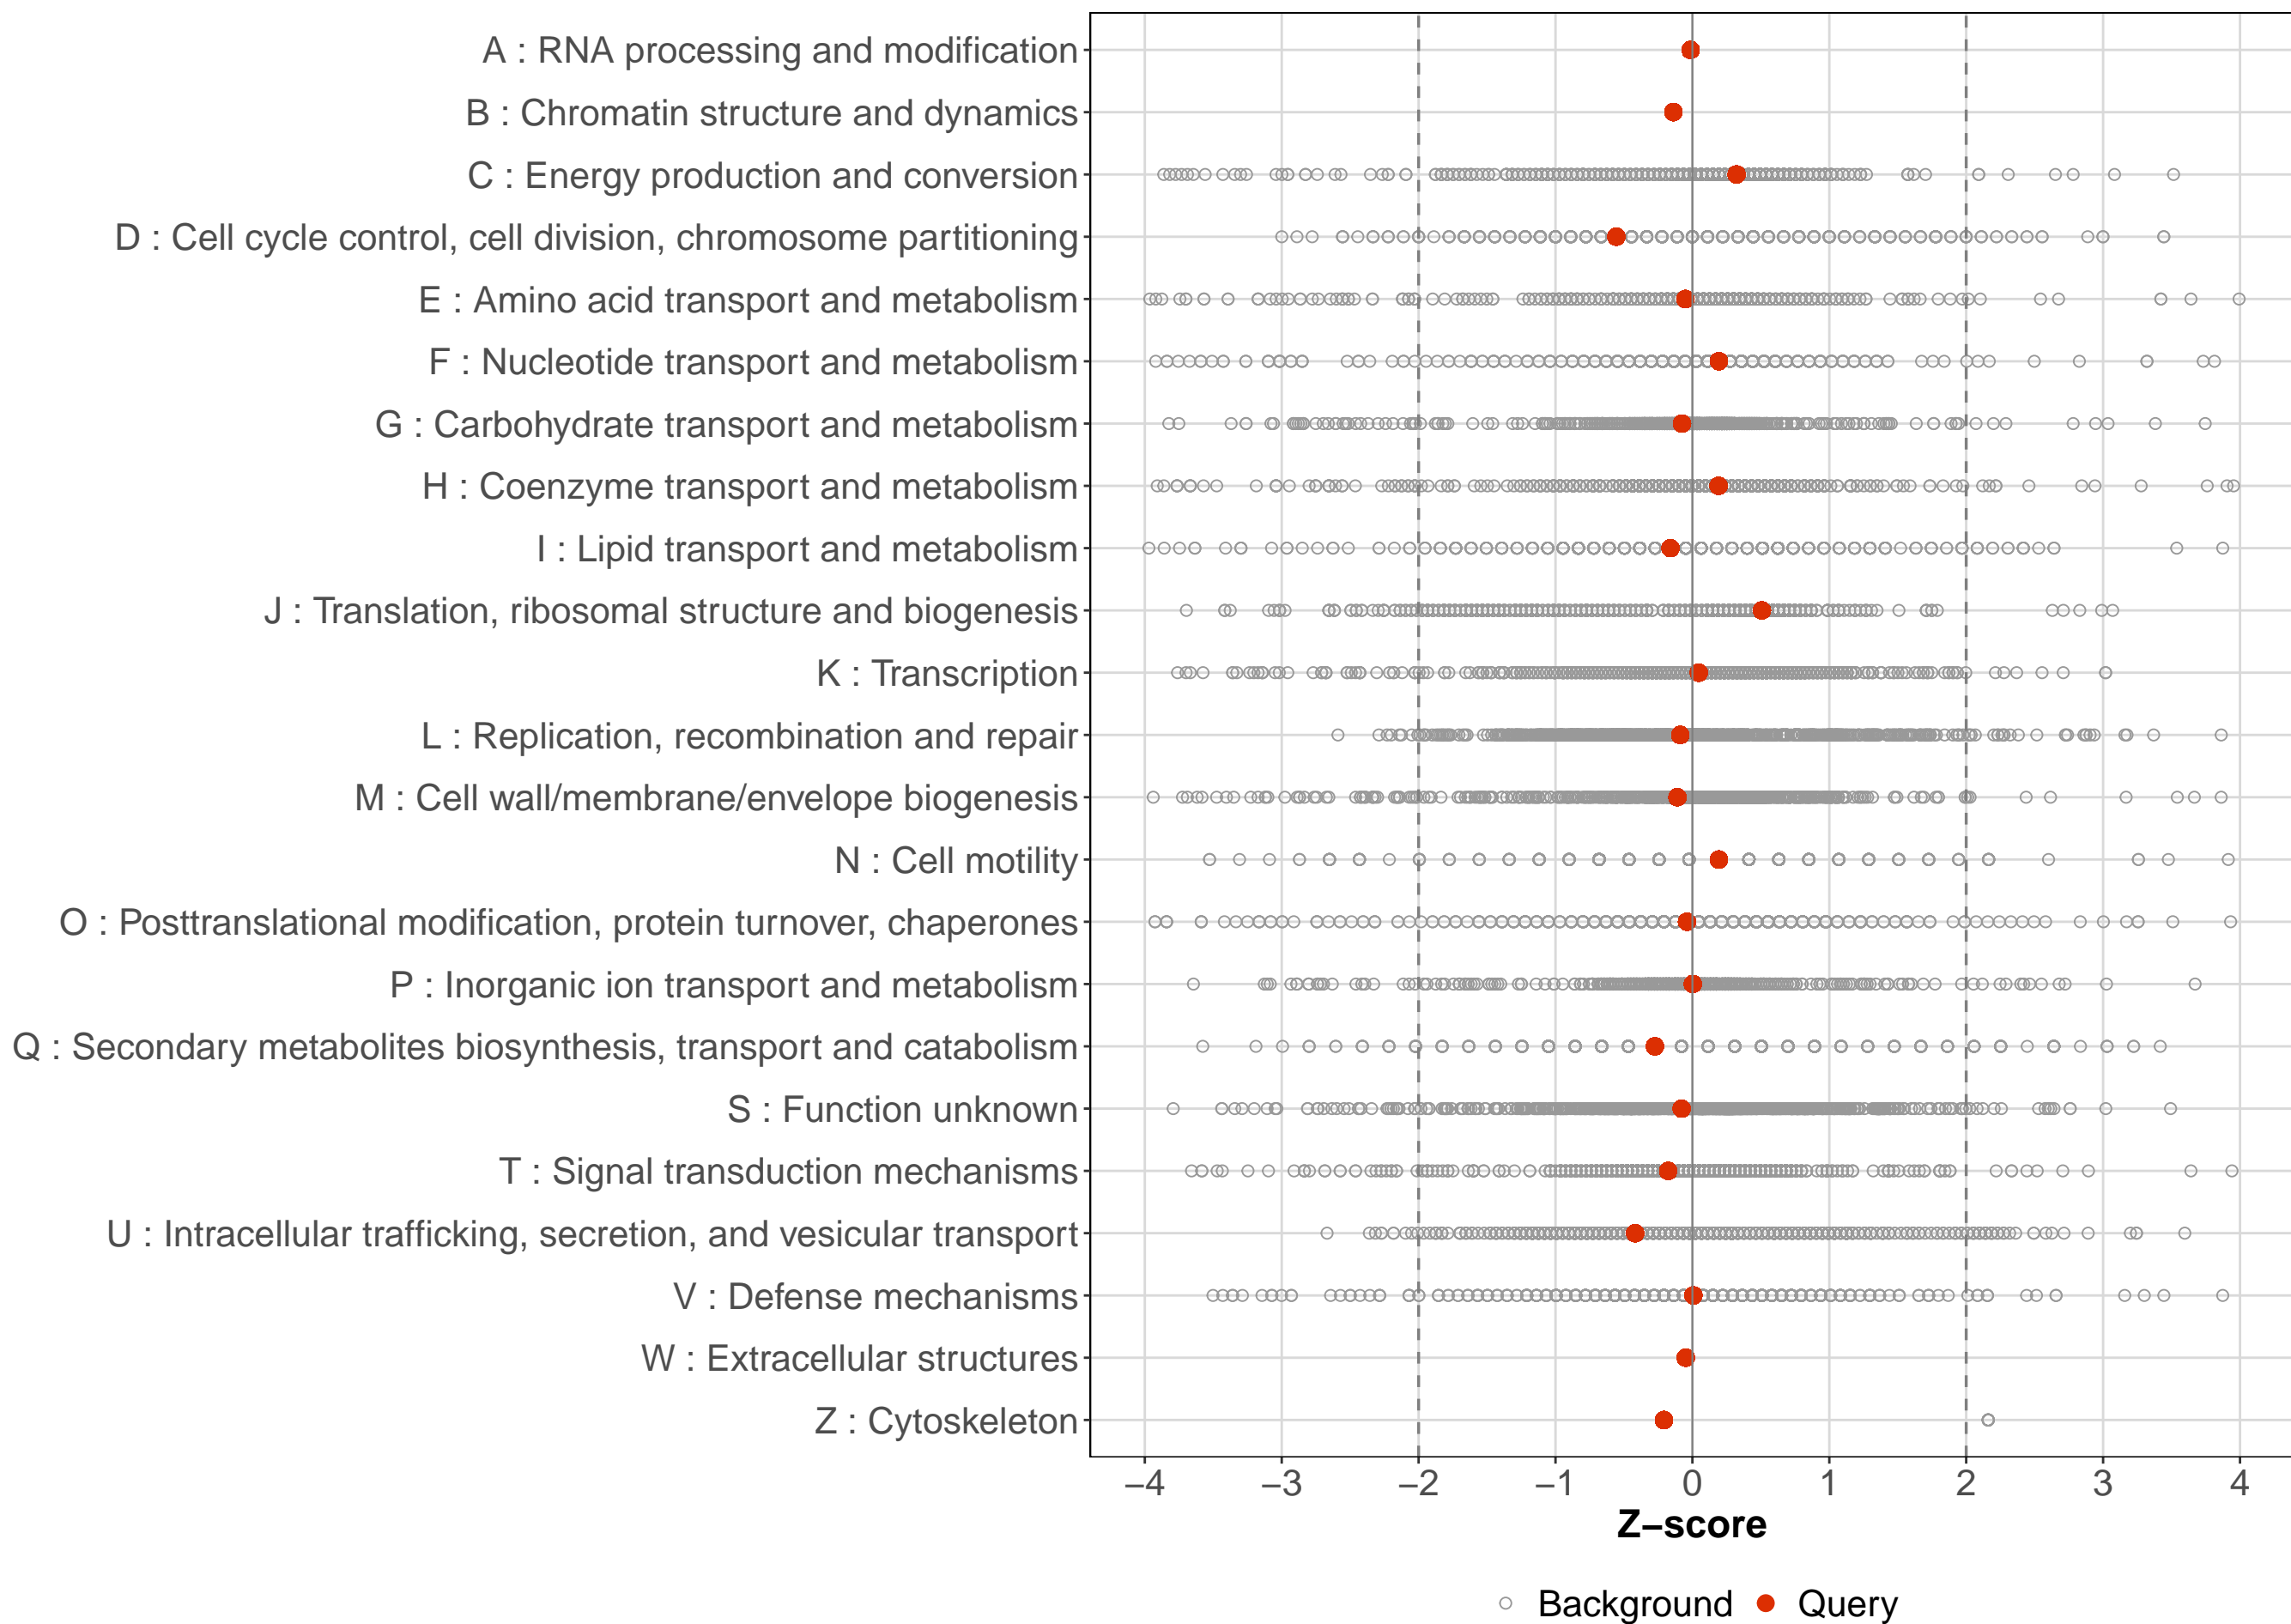 A : RNA processing and modification
B : Chromatin structure and dynamics
C : Energy production and conversion
D : Cell cycle control, cell division, chromosome partitioning
E : Amino acid transport and metabolism
F : Nucleotide transport and metabolism
G : Carbohydrate transport and metabolism
H : Coenzyme transport and metabolism
I : Lipid transport and metabolism
J : Translation, ribosomal structure and biogenesis
K : Transcription
L : Replication, recombination and repair
M : Cell wall/membrane/envelope biogenesis
N : Cell motility
O : Posttranslational modification, protein turnover, chaperones
P : Inorganic ion transport and metabolism
Q : Secondary metabolites biosynthesis, transport and catabolism
S : Function unknown
T : Signal transduction mechanisms
U : Intracellular trafficking, secretion, and vesicular transport
V : Defense mechanisms
W : Extracellular structures
Z : Cytoskeleton
−4 −3 −2 −1 0 1 2 3 4
Z−score
Background Query